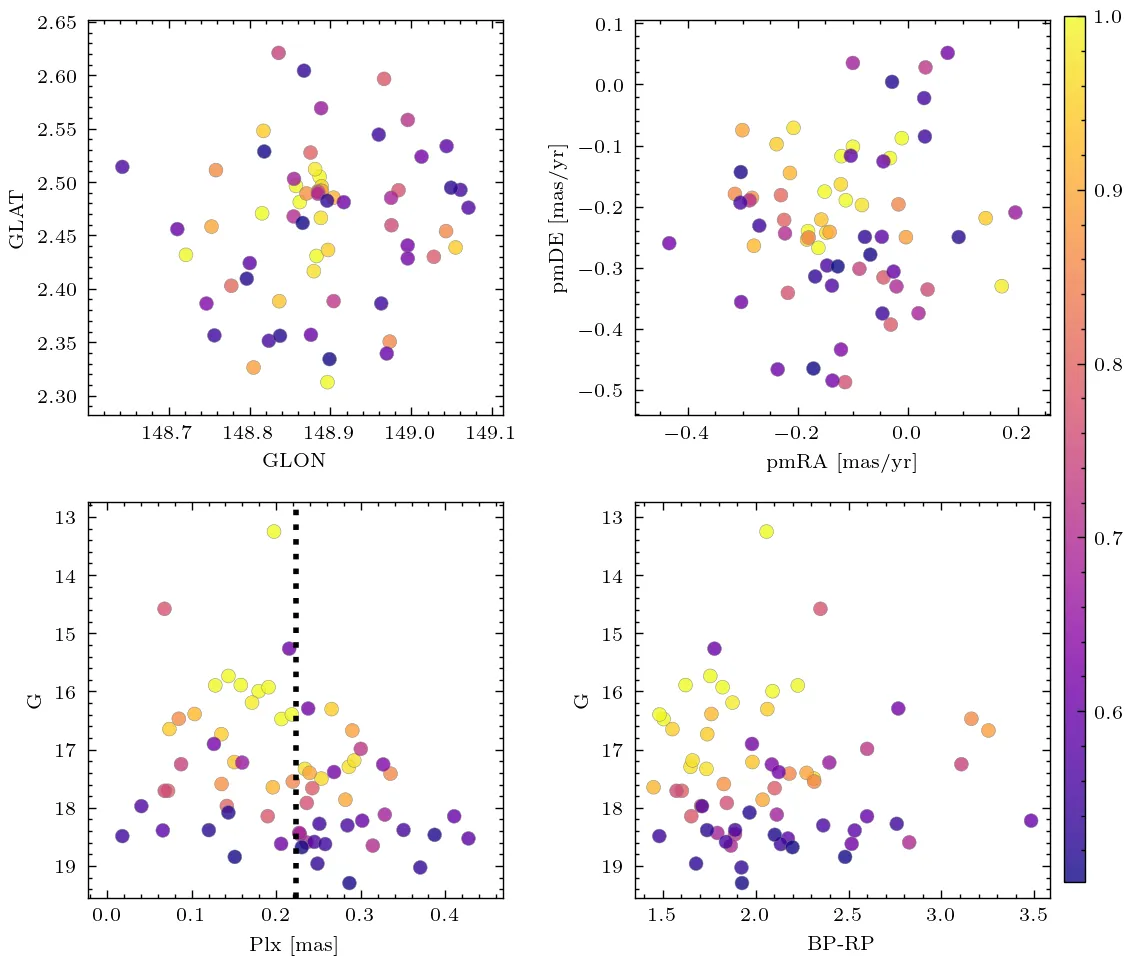 2.65
2.60
2.55
2.50
2.45
2.40
2.35
2.30
GLAT
148.7 148.8 148.9 149.0 149.1
GLON
0.1
0.0
−0.1
−0.2
−0.3
−0.4
−0.5
pmDE [mas/yr]
−0.4 −0.2 0.0 0.2
pmRA [mas/yr]
1.0
0.9
0.8
0.7
0.6
13
14
15
16
17
18
19
G
0.0 0.1 0.2 0.3 0.4
Plx [mas]
13
14
15
16
17
18
19
G
1.5 2.0 2.5 3.0 3.5
BP-RP